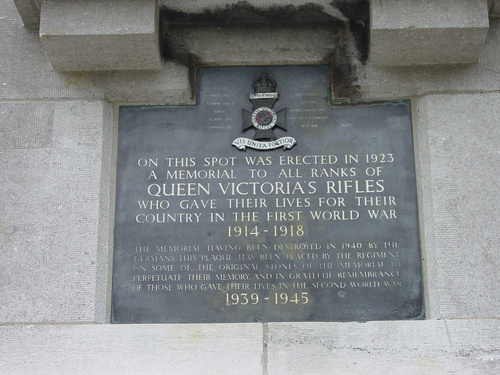 VIS UNITA FORTIOR
ON THIS SPOT WAS ERECTED IN 1923
A MEMORIAL TO ALL RANKS OF
QUEEN VICTORIA'S RIFLES
WHO GAVE THEIR LIVES FOR THEIR
COUNTRY IN THE FIRST WORLD WAR
1914 - 1918
THE MEMORIAL HAVING BEEN DESTROYED IN 1940 BY THE
GERMANS THIS PLAQUE HAS BEEN PLACED BY THE REGIMENT
ON SOME OF THE ORIGINAL STONES OF THE MEMORIAL TO
PERPETUATE THEIR MEMORY AND IN GRATEFUL REMEMBRANCE
OF THOSE WHO GAVE THEIR LIVES IN THE SECOND WORLD WAR
1939 - 1945